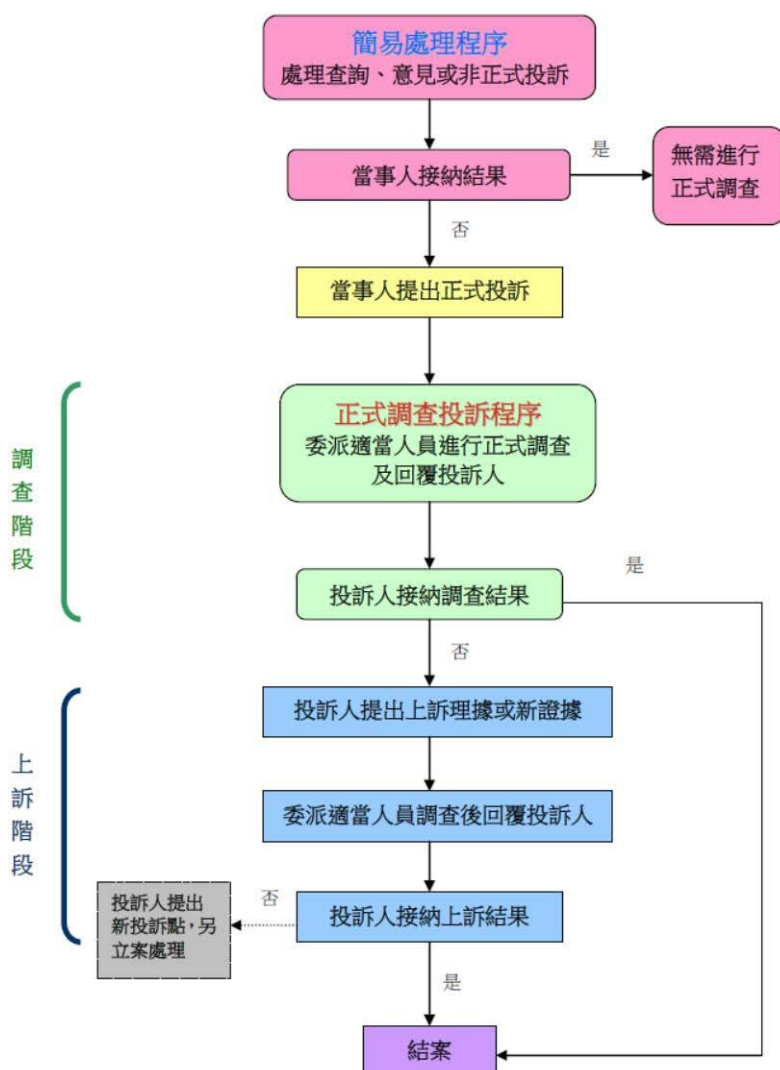 簡易處理程序
處理查詢、意見或非正式投訴
當事人接納結果
是
無需進行
正式調查
否
當事人提出正式投訴
調
查
階
段
正式調查投訴程序
委派適當人員進行正式調查
及回覆投訴人
投訴人接納調查結果
是
否
上
訴
階
段
投訴人提出上訴理據或新證據
委派適當人員調查後回覆投訴人
投訴人接納上訴結果
否
投訴人提出
新投訴點，另
立案處理
是
結案